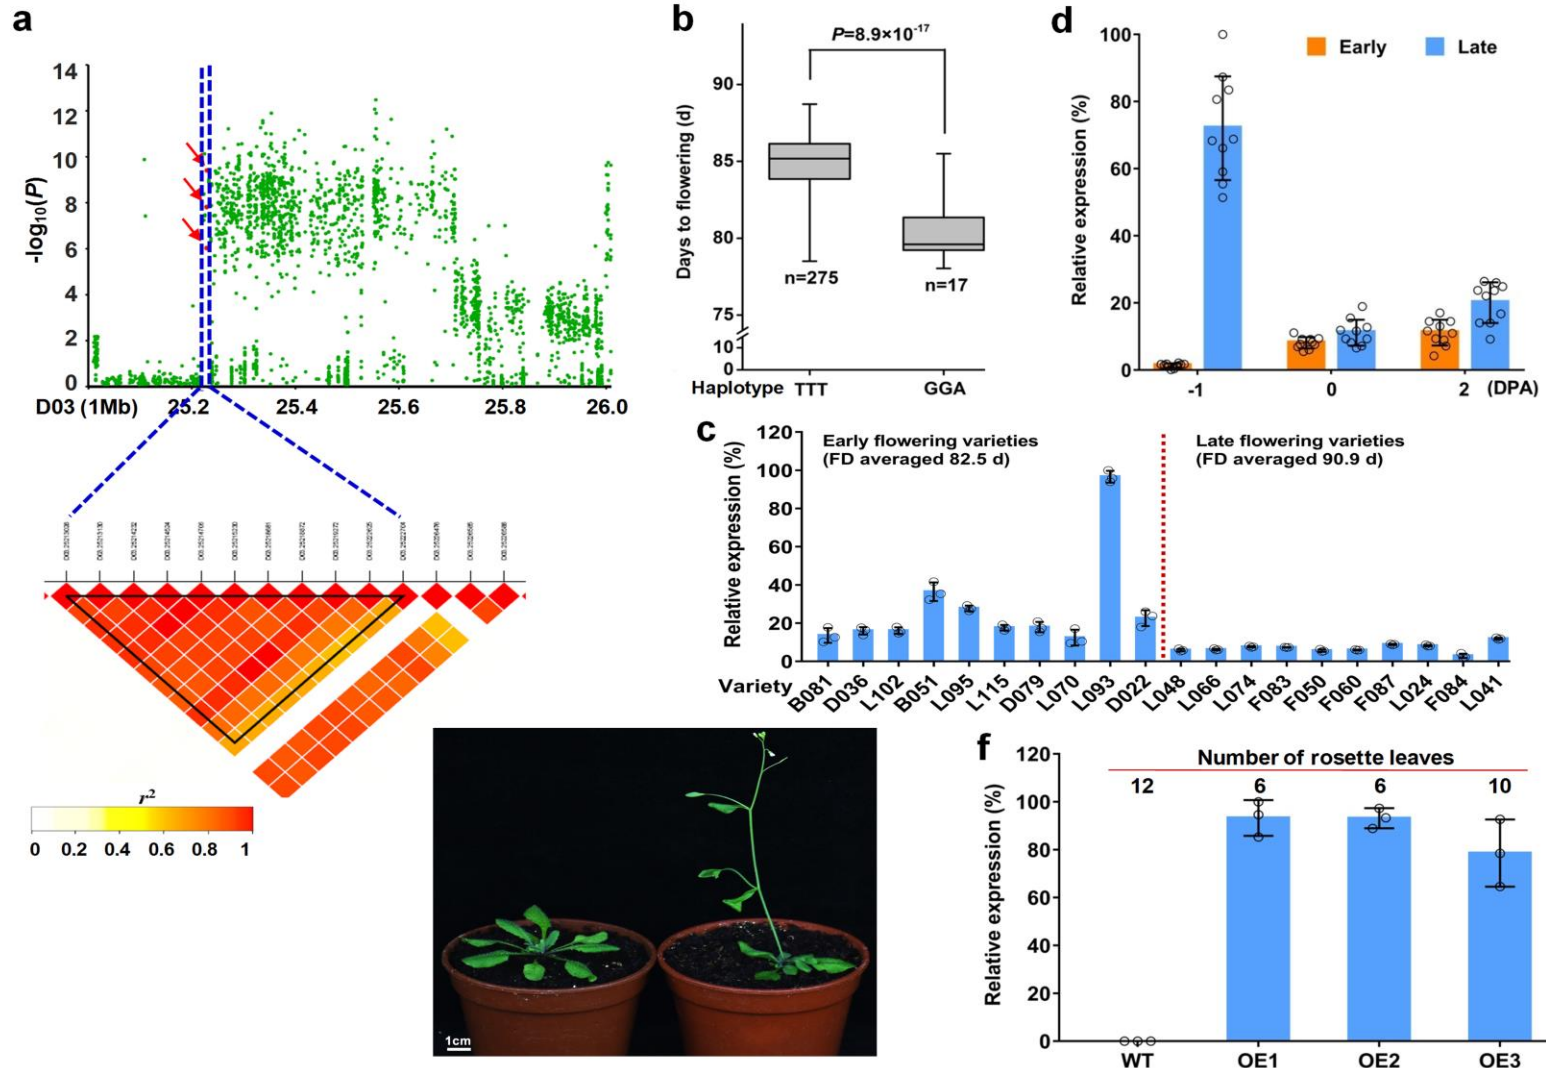 a
14
12
10
8
6
4
2
0
-log10(P)
D03 (1Mb) 25.2 25.4 25.6 25.8 26.0
r2
0 0.2 0.4 0.6 0.8 1
b
P=8.9×10-17
Days to flowering (d)
90
85
80
75
10
0
n=275
n=17
Haplotype TTT GGA
d
Early Late
Relative expression (%)
100
80
60
40
20
0
-1 0 2 (DPA)
c
Early flowering varieties
(FD averaged 82.5 d)
Late flowering varieties
(FD averaged 90.9 d)
Relative expression (%)
120
100
80
60
40
20
0
Variety B081 D036 L102 B051 L095 L115 D079 L070 L093 D022 L048 L066 L074 F083 F050 F060 F087 L024 F084 L041
1cm
f
Number of rosette leaves
12 6 6 10
Relative expression (%)
120
100
80
60
40
20
0
WT OE1 OE2 OE3